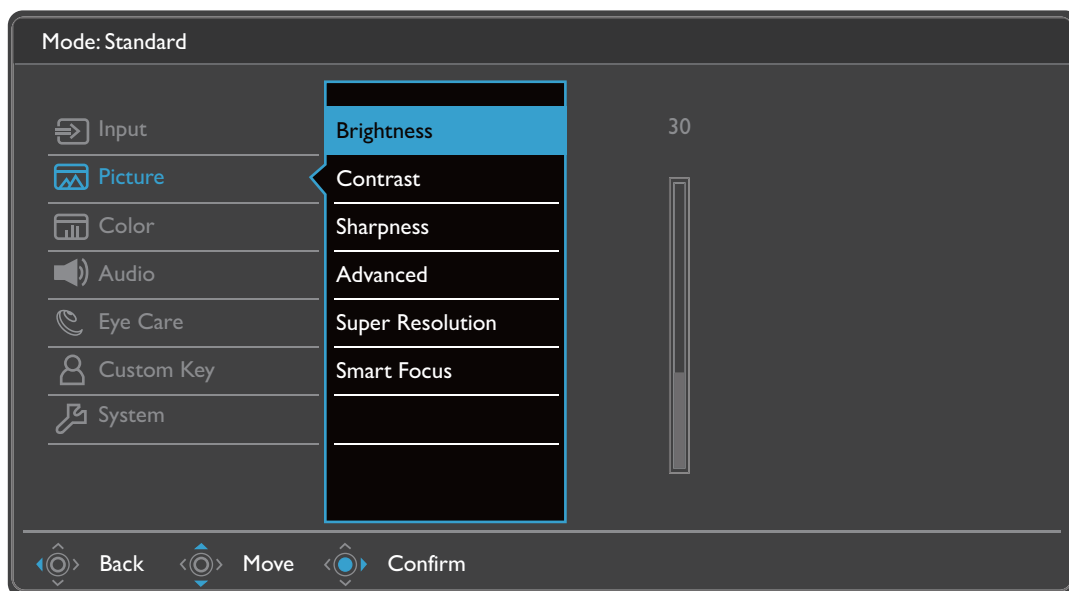 Mode: Standard
Input
Picture
Color
Audio
Eye Care
Custom Key
System
Brightness
Contrast
Sharpness
Advanced
Super Resolution
Smart Focus
30
Back Move Confirm